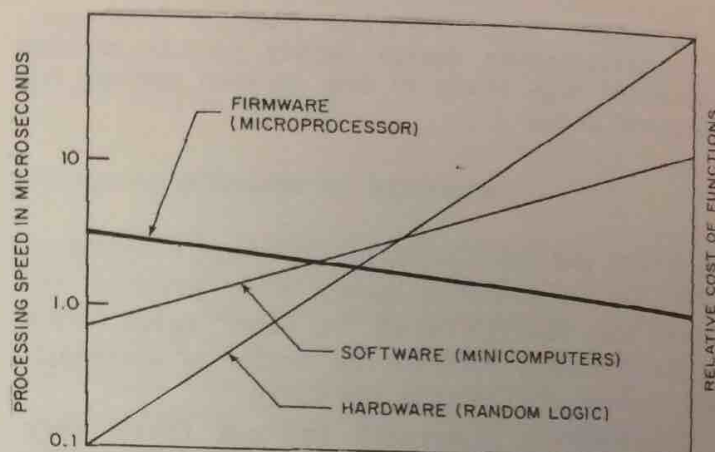 PROCESSING SPEED IN MICROSECONDS
10
1.0
0.1
FIRMWARE
(MICROPROCESSOR)
SOFTWARE (MINICOMPUTERS)
HARDWARE (RANDOM LOGIC)
RELATIVE COST OF FUNCTIONS